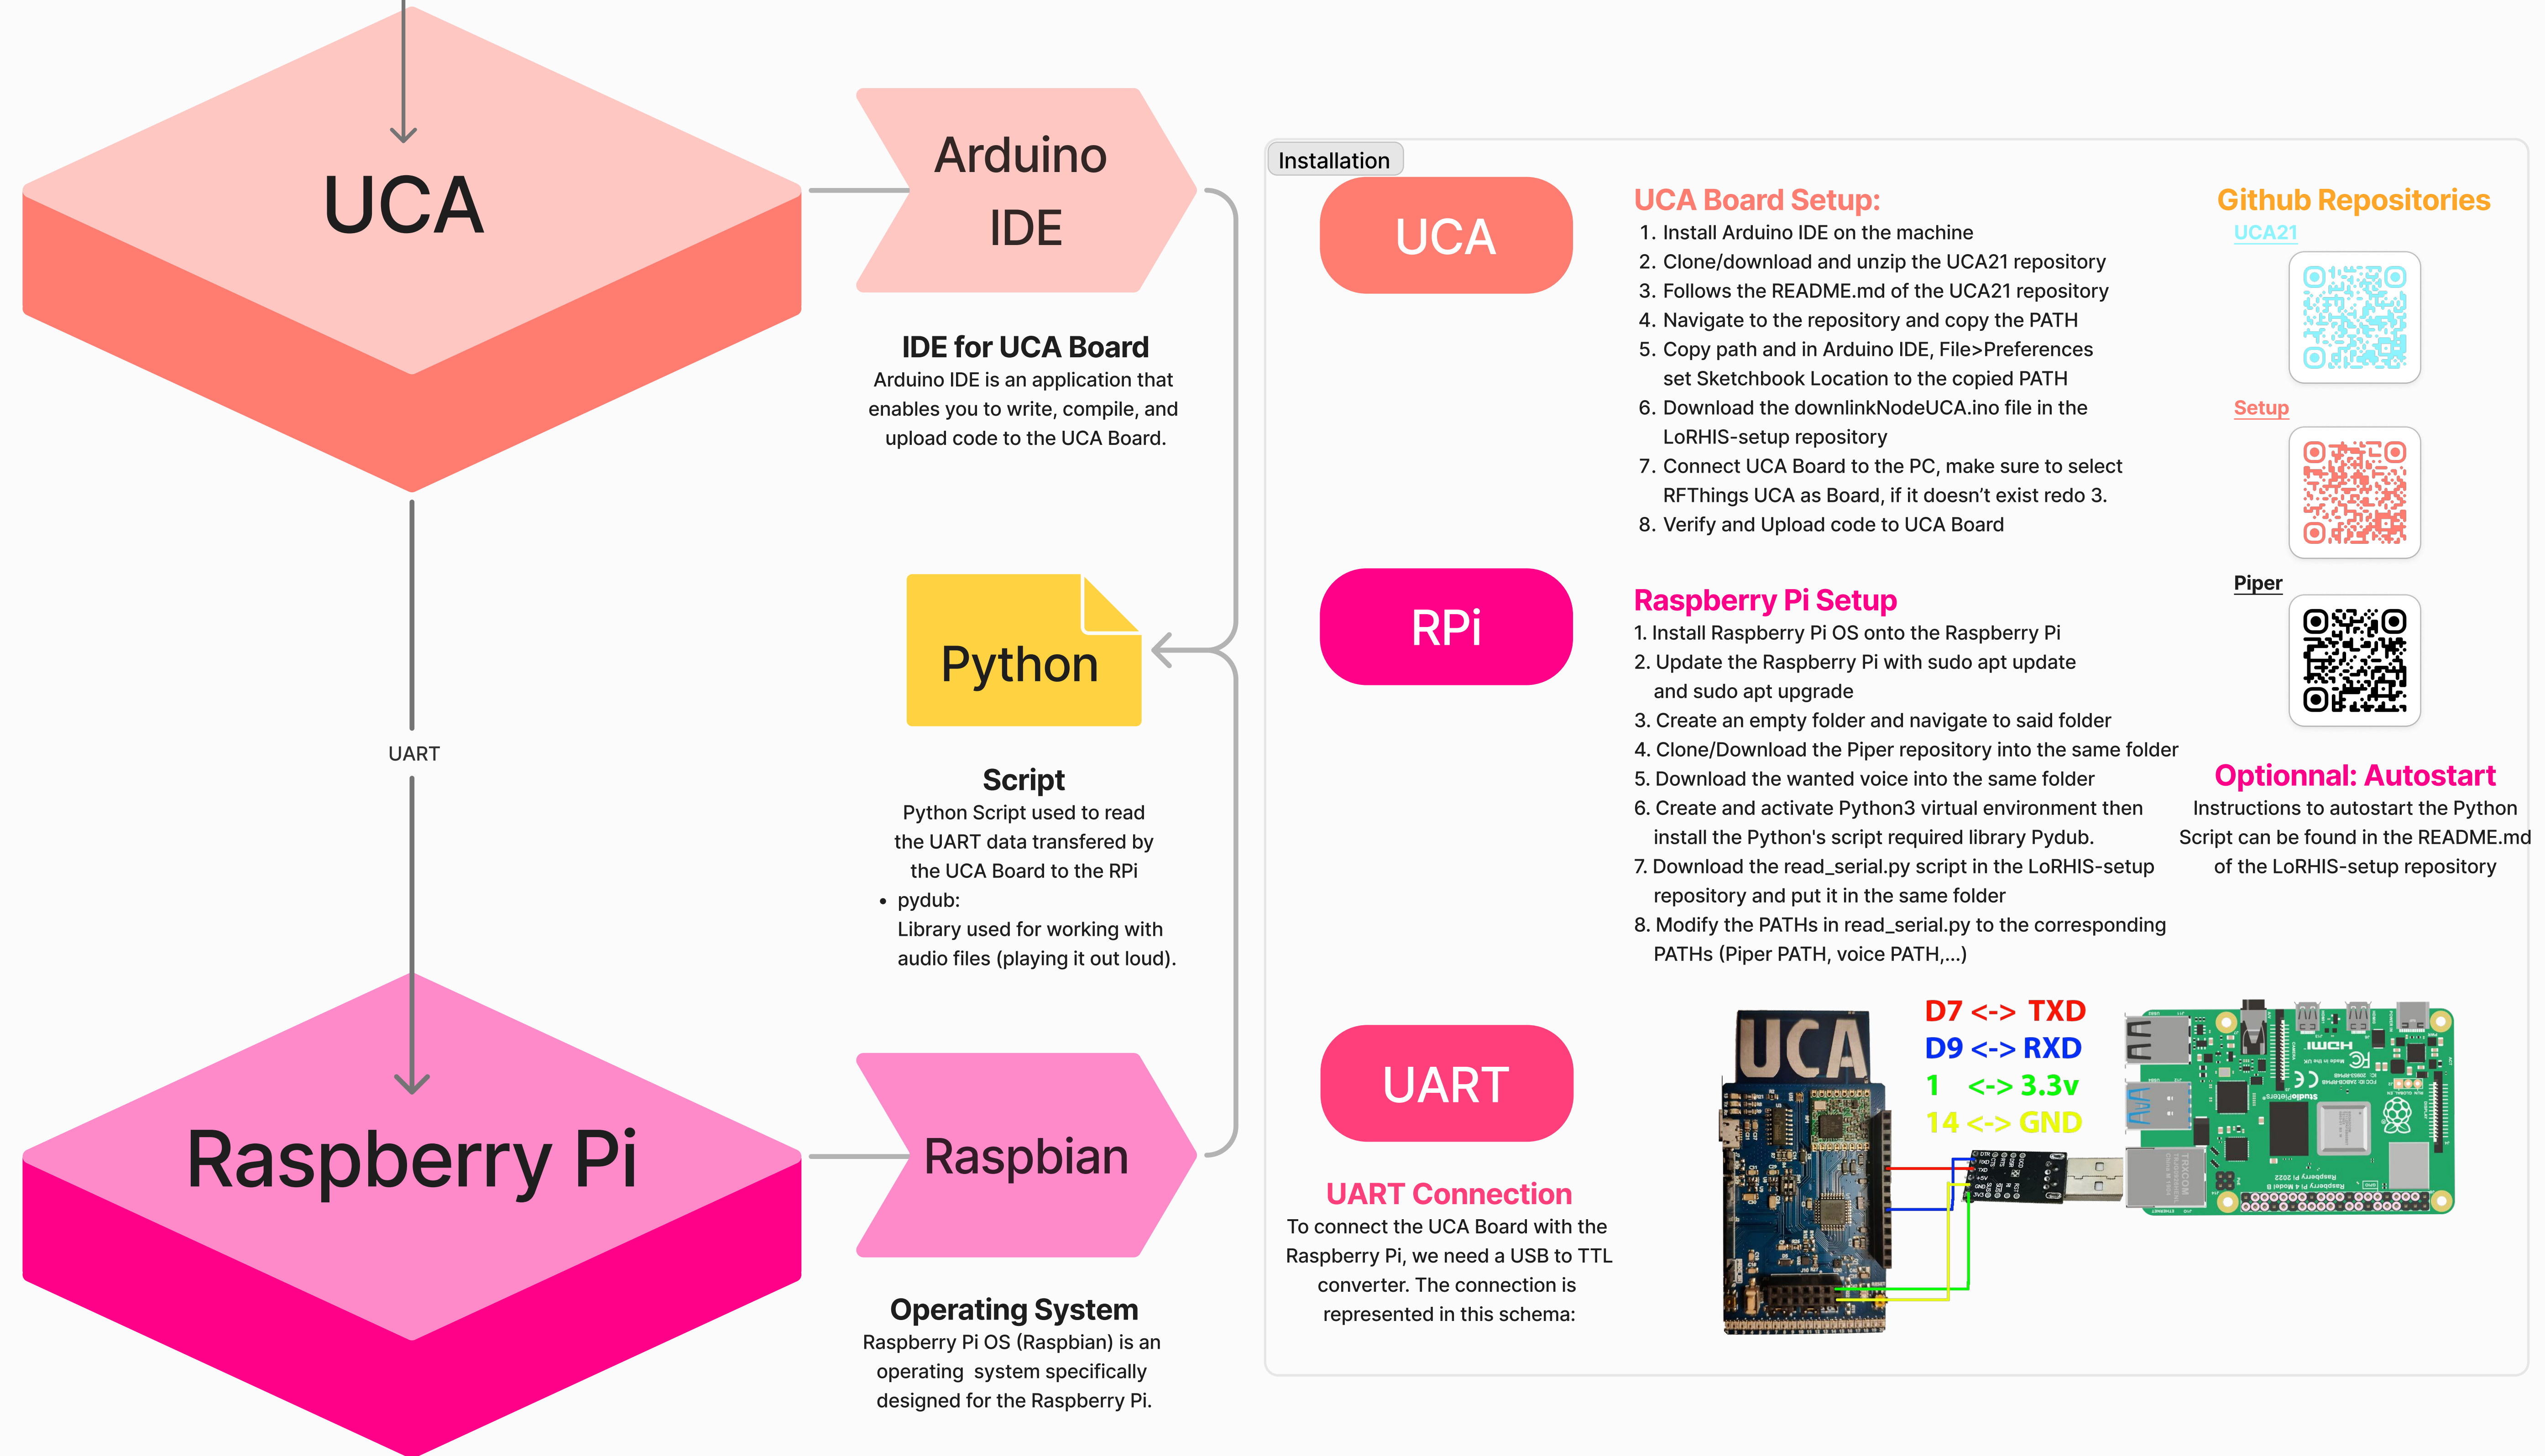 UCA
Arduino
IDE
IDE for UCA Board
Arduino IDE is an application that
enables you to write, compile, and
upload code to the UCA Board.
UART
Python
Script
Python Script used to read
the UART data transfered by
the UCA Board to the RPi
• pydub:
Library used for working with
audio files (playing it out loud).
Raspberry Pi
Raspbian
Operating System
Raspberry Pi OS (Raspbian) is an
operating system specifically
designed for the Raspberry Pi.
Installation
UCA
UCA Board Setup:
1. Install Arduino IDE on the machine
2. Clone/download and unzip the UCA21 repository
3. Follows the README.md of the UCA21 repository
4. Navigate to the repository and copy the PATH
5. Copy path and in Arduino IDE, File>Preferences
set Sketchbook Location to the copied PATH
6. Download the downlinkNodeUCA.ino file in the
LoRHIS-setup repository
7. Connect UCA Board to the PC, make sure to select
RFThings UCA as Board, if it doesn’t exist redo 3.
8. Verify and Upload code to UCA Board
Github Repositories
UCA21
Setup
Piper
RPi
Raspberry Pi Setup
1. Install Raspberry Pi OS onto the Raspberry Pi
2. Update the Raspberry Pi with sudo apt update
and sudo apt upgrade
3. Create an empty folder and navigate to said folder
4. Clone/Download the Piper repository into the same folder
5. Download the wanted voice into the same folder
6. Create and activate Python3 virtual environment then
install the Python's script required library Pydub.
7. Download the read_serial.py script in the LoRHIS-setup
repository and put it in the same folder
8. Modify the PATHs in read_serial.py to the corresponding
PATHs (Piper PATH, voice PATH,...)
Optionnal: Autostart
Instructions to autostart the Python
Script can be found in the README.md
of the LoRHIS-setup repository
UART
UART Connection
To connect the UCA Board with the
Raspberry Pi, we need a USB to TTL
converter. The connection is
represented in this schema:
UCA
D7 <-> TXD
D9 <-> RXD
1 <-> 3.3v
14 <-> GND
HDMI
Raspberry Pi 4 Model B
Raspberry Pi 2022